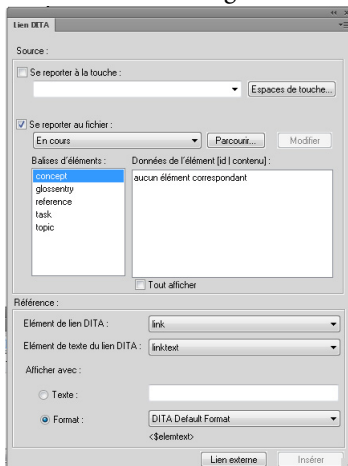 Lien DITA
Source :
Se reporter à la touche :
Espaces de touche...
Se reporter au fichier :
En cours Parcourir... Modifier
Balises d'éléments : Données de l'élément [id | contenu] :
concept aucun élément correspondant
glossentry
reference
task
topic
Tout afficher
Référence :
Elément de lien DITA : link
Elément de texte du lien DITA : linktext
Afficher avec :
Texte :
Format : DITA Default Format
<$elemtext>
Lien externe Insérer